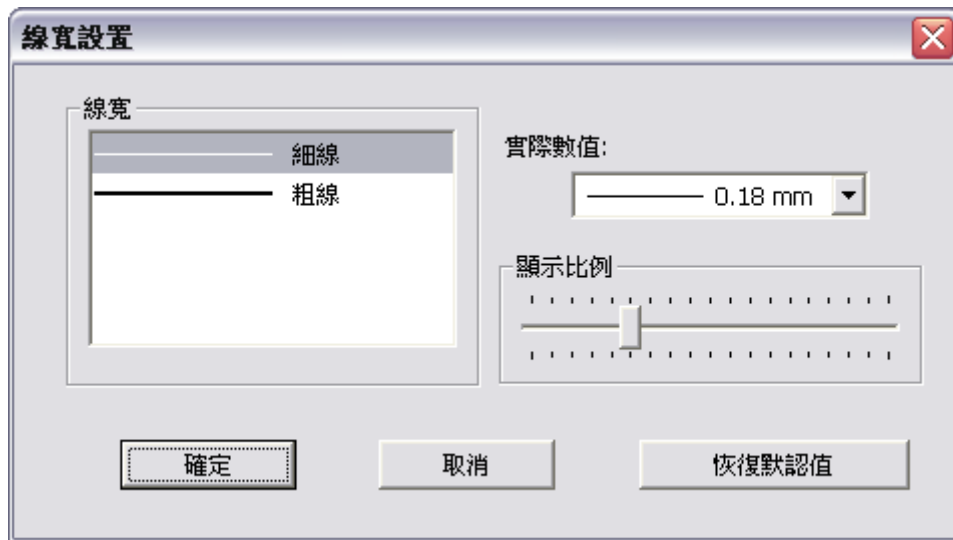 線寬設置
線寬
細線
粗線
實際數值:
0.18 mm
顯示比例
確定
取消
恢復默認值